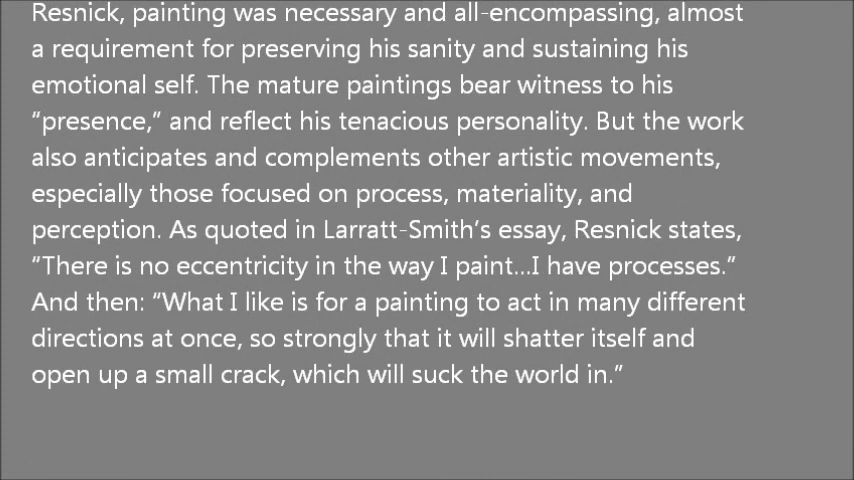 Resnick, painting was necessary and all-encompassing, almost
a requirement for preserving his sanity and sustaining his
emotional self. The mature paintings bear witness to his
“presence,” and reflect his tenacious personality. But the work
also anticipates and complements other artistic movements,
especially those focused on process, materiality, and
perception. As quoted in Larratt-Smith’s essay, Resnick states,
“There is no eccentricity in the way I paint…I have processes.”
And then: “What I like is for a painting to act in many different
directions at once, so strongly that it will shatter itself and
open up a small crack, which will suck the world in.”